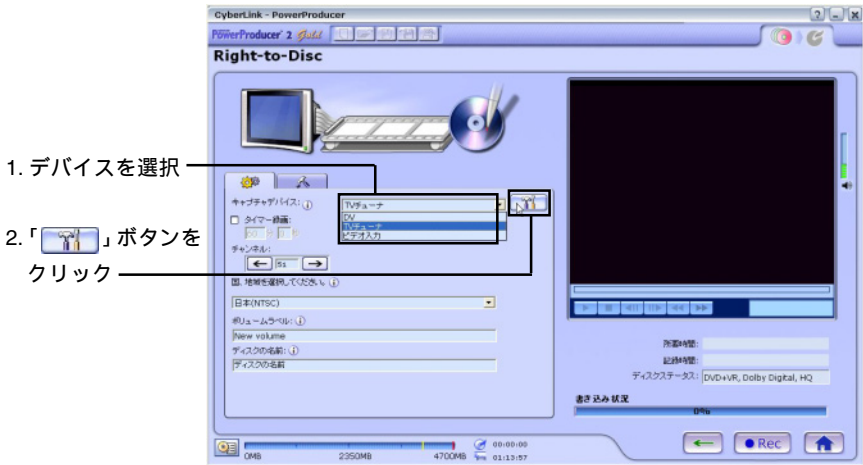 CyberLink - PowerProducer
PowerProducer 2 Gold
Right-to-Disc
1. デバイスを選択
キャプチャデバイス:
TVチューナ
DV
TVチューナ
ビデオ入力
タイマー録画:
60 分 0 秒
2.「 」ボタンを
クリック
チャンネル:
51
国、地域を選択してください。
日本(NTSC)
ボリュームラベル:
New volume
ディスクの名前:
ディスクの名前
所要時間:
記録時間:
ディスクステータス: DVD+VR, Dolby Digital, HQ
書き込み状況
0%
0MB 2350MB 4700MB
00:00:00
01:13:57
Rec